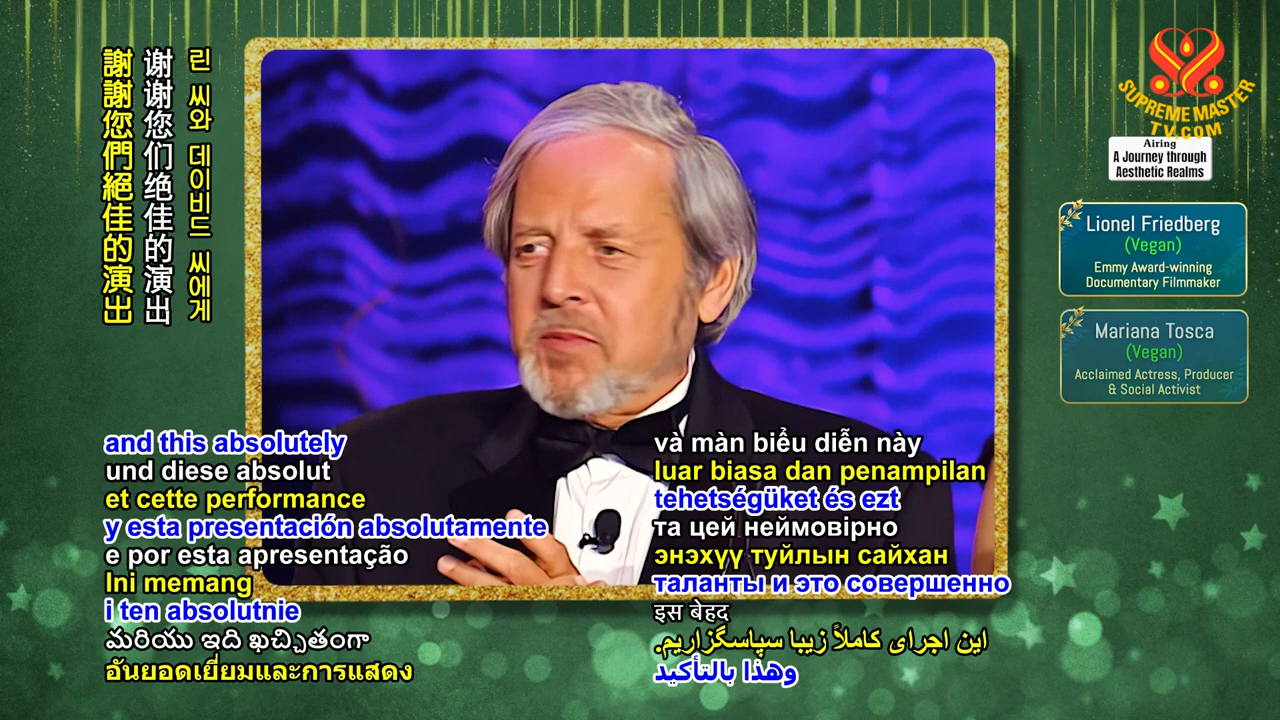 謝謝您們絕佳的演出
谢谢您们绝佳的演出
린 씨와 데이비드 씨에게
SUPREME MASTER
TV.COM
Airing
A Journey through
Aesthetic Realms
Lionel Friedberg
(Vegan)
Emmy Award-winning
Documentary Filmmaker
Mariana Tosca
(Vegan)
Acclaimed Actress, Producer
& Social Activist
and this absolutely
und diese absolut
et cette performance
y esta presentación absolutamente
e por esta apresentação
Ini memang
i ten absolutnie
మరియు ఇది ఖచ్చితంగా
อันยอดเยี่ยมและการแสดง
và màn biểu diễn này
luar biasa dan penampilan
tehetségüket és ezt
та цей неймовірно
энэхүү туйлын сайхан
таланты и это совершенно
इस बेहद
این اجرای کاملاً زیبا سپاسگزاریم.
وهذا بالتأكيد